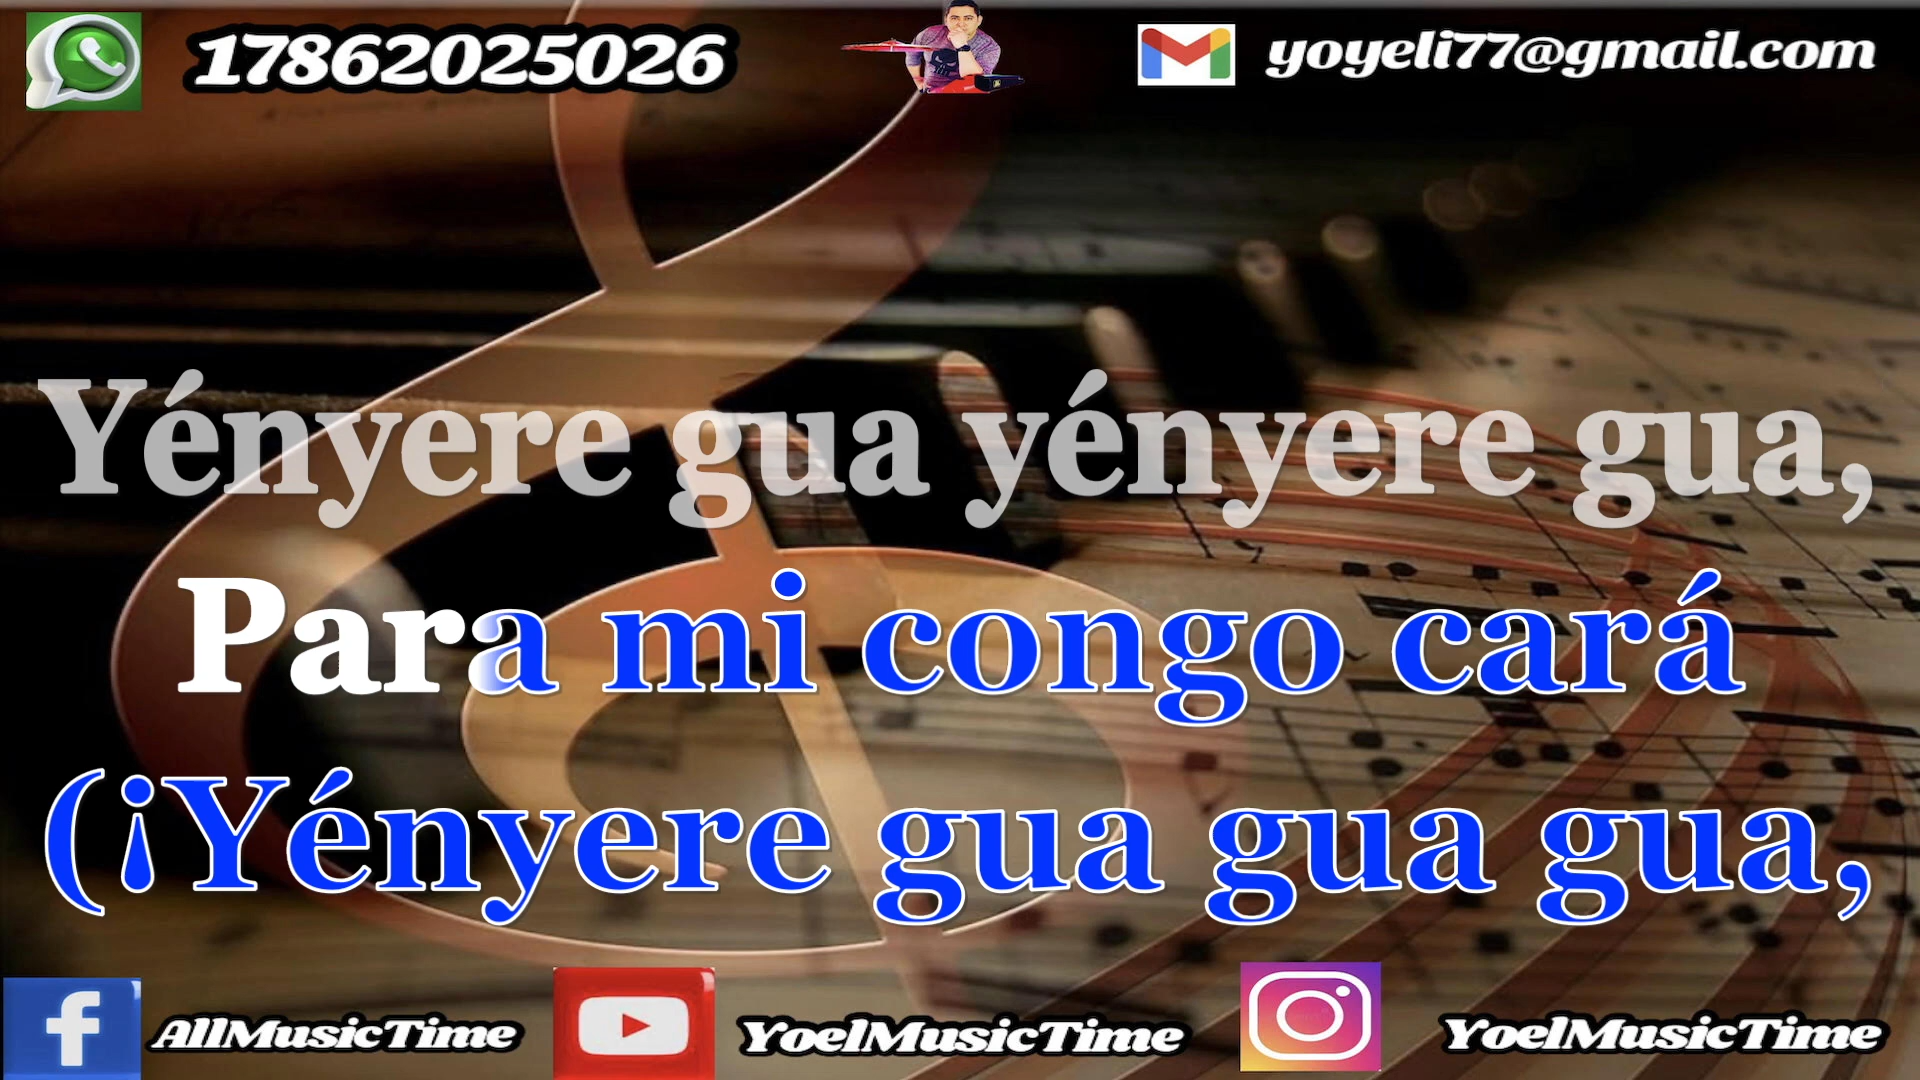 17862025026
yoyeli77@gmail.com
Yényere gua yényere gua,
Para mi congo cará
(¡Yényere gua gua gua,
AllMusicTime
YoelMusicTime
YoelMusicTime